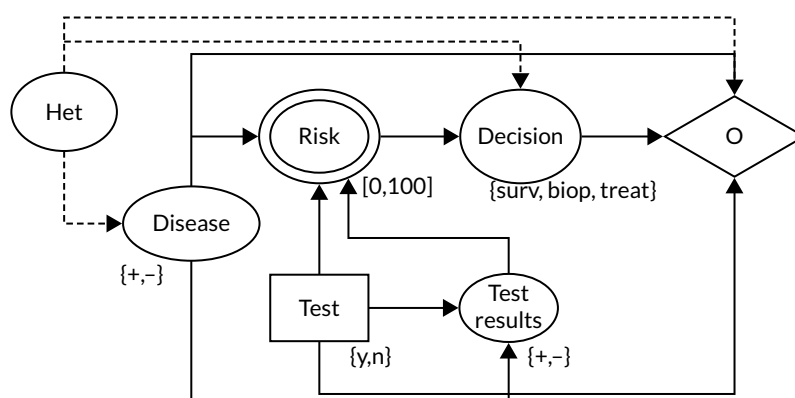 Het
Risk
Decision
O
[0,100]
{surv, biop, treat}
Disease
{+,–}
Test
Test
results
{y,n}
{+,–}